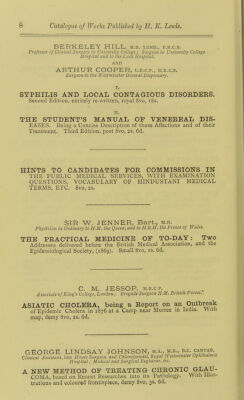 8 Catalogue of Works Published by H. K. Lewis.
BERKELEY HILL, M.B. LOND., F.R.C.S.
Professor of Clinical Surgery in University College; Surgeon to University College
Hospital and to the Lock Hospital.
AND
ARTHUR COOPER, L.R.C.P., M.R.C.S.
Surgeon to the Westminster General Dispensary.
I.
SYPHILIS AND LOCAL CONTAGIOUS DISORDERS.
Second Edition, entirely re-written, royal 8vo, 18s.
II.
THE STUDENT'S MANUAL OF VENEREAL DIS-
EASES. Being a Concise Description of those Affections and of their
Treatment. Third Edition, post 8vo, 2s. 6d.
HINTS TO CANDIDATES FOR COMMISSIONS IN
THE PUBLIC MEDICAL SERVICES, WITH EXAMINATION
QUESTIONS, VOCABULARY OF HINDUSTANI MEDICAL
TERMS, ETC. 8vo, 2s.
SIR W. JENNER, Bart., M.D.
Physician in Ordinary to H.M. the Queen, and to H.R.H. the Prince of Wales.
THE PRACTICAL MEDICINE OF TO-DAY: Two
Addresses delivered before the British Medical Association, and the
Epidemiological Society, (1869). Small 8vo, 1s. 6d.
C. M. JESSOP, M.R.C.P.
Associate of King's College, London; Brigade Surgeon H.M. British Forces.
ASIATIC CHOLERA, being a Report on an Outbreak
of Epidemic Cholera in 1876 at a Camp near Murree in India. With
map, demy 8vo, 2s. 6d.
GEORGE LINDSAY JOHNSON, M.A., M.B., B.C. CANTAB.
Clinical Assistant, late House Surgeon and Chloroformist, Royal Westminster Ophthalmic
Hospital; Medical and Surgical Registrar, etc.
A NEW METHOD OF TREATING CHRONIC GLAU-
COMA, based on Recent Researches into its Pathology. With Illus-
trations and coloured frontispiece, demy 8vo, 3s. 6d.